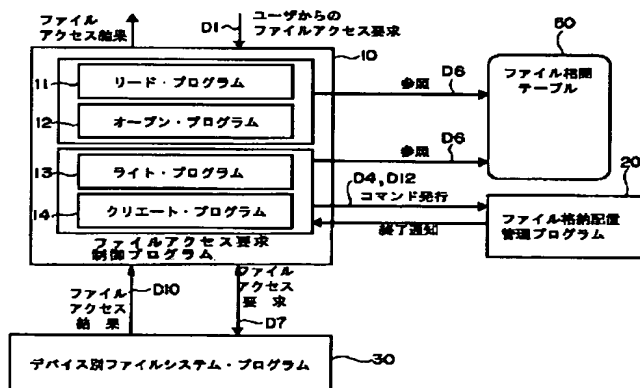 ファイル
アクセス結果
D1
ユーザからの
ファイルアクセス要求
10
11
リード・プログラム
12
オープン・プログラム
13
ライト・プログラム
14
クリエート・プログラム
ファイルアクセス要求
制御プログラム
参照
D6
参照
D6
D4, D12
コマンド発行
終了通知
60
ファイル相関
テーブル
20
ファイル格納配置
管理プログラム
ファイル
アクセス
結果
D10
ファイル
アクセス
要求
D7
デバイス別ファイルシステム・プログラム
30